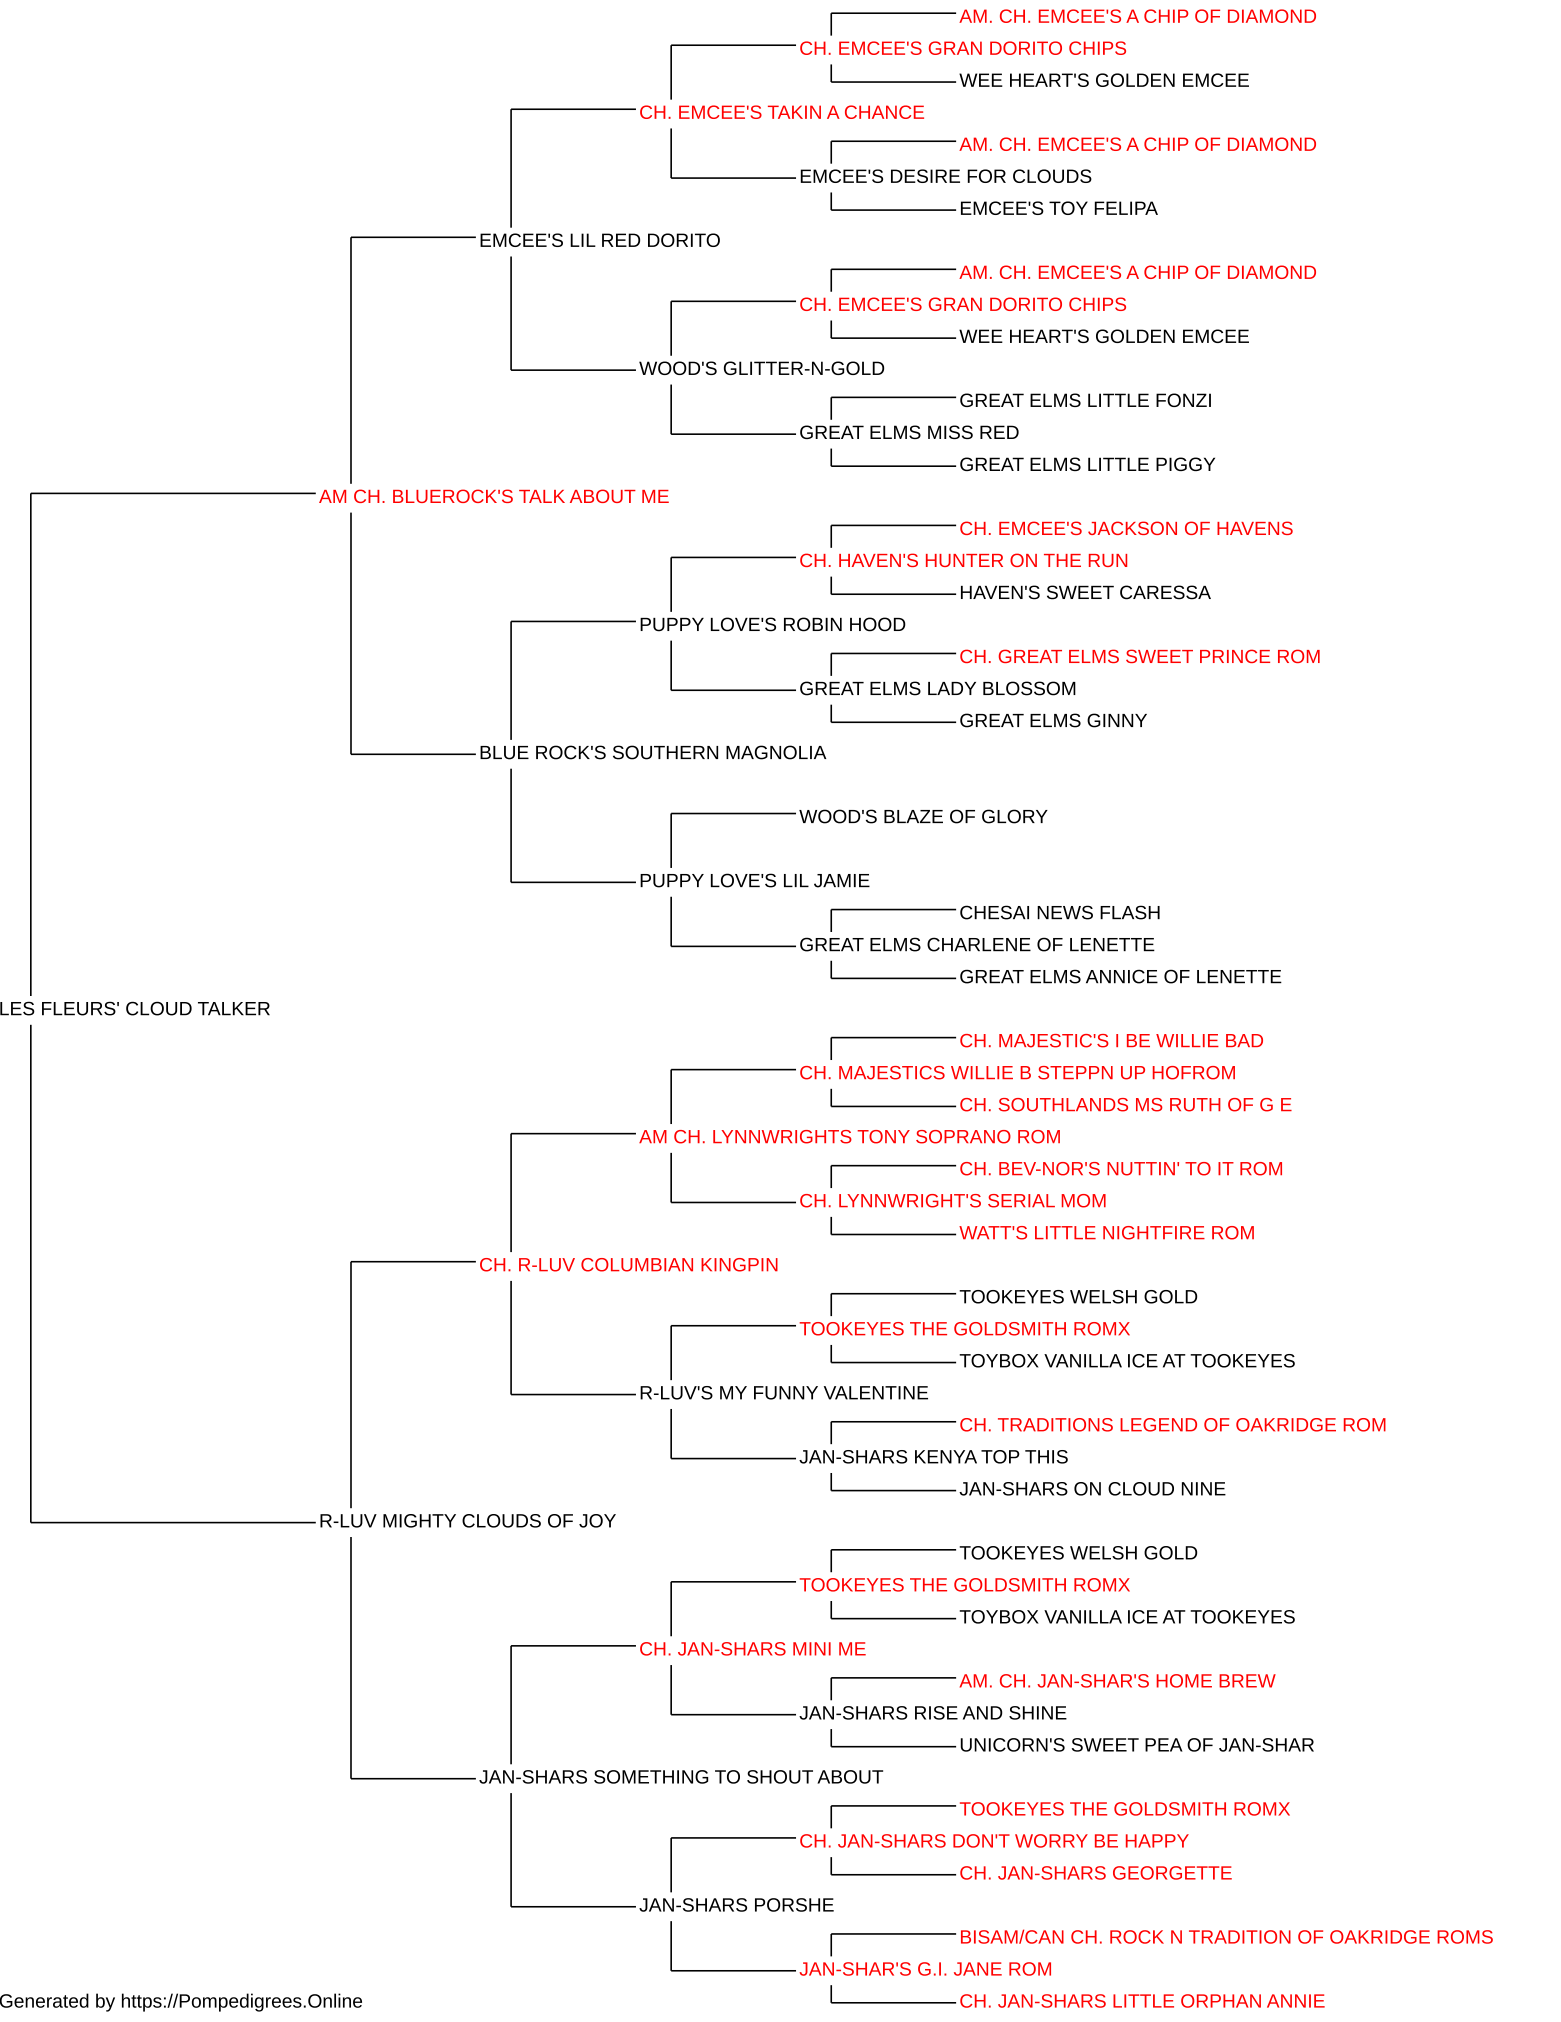 AM. CH. EMCEE'S A CHIP OF DIAMOND
CH. EMCEE'S GRAN DORITO CHIPS
WEE HEART'S GOLDEN EMCEE
CH. EMCEE'S TAKIN A CHANCE
AM. CH. EMCEE'S A CHIP OF DIAMOND
EMCEE'S DESIRE FOR CLOUDS
EMCEE'S TOY FELIPA
EMCEE'S LIL RED DORITO
AM. CH. EMCEE'S A CHIP OF DIAMOND
CH. EMCEE'S GRAN DORITO CHIPS
WEE HEART'S GOLDEN EMCEE
WOOD'S GLITTER-N-GOLD
GREAT ELMS LITTLE FONZI
GREAT ELMS MISS RED
GREAT ELMS LITTLE PIGGY
AM CH. BLUEROCK'S TALK ABOUT ME
CH. EMCEE'S JACKSON OF HAVENS
CH. HAVEN'S HUNTER ON THE RUN
HAVEN'S SWEET CARESSA
PUPPY LOVE'S ROBIN HOOD
CH. GREAT ELMS SWEET PRINCE ROM
GREAT ELMS LADY BLOSSOM
GREAT ELMS GINNY
BLUE ROCK'S SOUTHERN MAGNOLIA
WOOD'S BLAZE OF GLORY
PUPPY LOVE'S LIL JAMIE
CHESAI NEWS FLASH
GREAT ELMS CHARLENE OF LENETTE
GREAT ELMS ANNICE OF LENETTE
LES FLEURS' CLOUD TALKER
CH. MAJESTIC'S I BE WILLIE BAD
CH. MAJESTICS WILLIE B STEPPN UP HOFROM
CH. SOUTHLANDS MS RUTH OF G E
AM CH. LYNNWRIGHTS TONY SOPRANO ROM
CH. BEV-NOR'S NUTTIN' TO IT ROM
CH. LYNNWRIGHT'S SERIAL MOM
WATT'S LITTLE NIGHTFIRE ROM
CH. R-LUV COLUMBIAN KINGPIN
TOOKEYES WELSH GOLD
TOOKEYES THE GOLDSMITH ROMX
TOYBOX VANILLA ICE AT TOOKEYES
R-LUV'S MY FUNNY VALENTINE
CH. TRADITIONS LEGEND OF OAKRIDGE ROM
JAN-SHARS KENYA TOP THIS
JAN-SHARS ON CLOUD NINE
R-LUV MIGHTY CLOUDS OF JOY
TOOKEYES WELSH GOLD
TOOKEYES THE GOLDSMITH ROMX
TOYBOX VANILLA ICE AT TOOKEYES
CH. JAN-SHARS MINI ME
AM. CH. JAN-SHAR'S HOME BREW
JAN-SHARS RISE AND SHINE
UNICORN'S SWEET PEA OF JAN-SHAR
JAN-SHARS SOMETHING TO SHOUT ABOUT
TOOKEYES THE GOLDSMITH ROMX
CH. JAN-SHARS DON'T WORRY BE HAPPY
CH. JAN-SHARS GEORGETTE
JAN-SHARS PORSHE
BISAM/CAN CH. ROCK N TRADITION OF OAKRIDGE ROMS
JAN-SHAR'S G.I. JANE ROM
CH. JAN-SHARS LITTLE ORPHAN ANNIE
Generated by https://Pompedigrees.Online